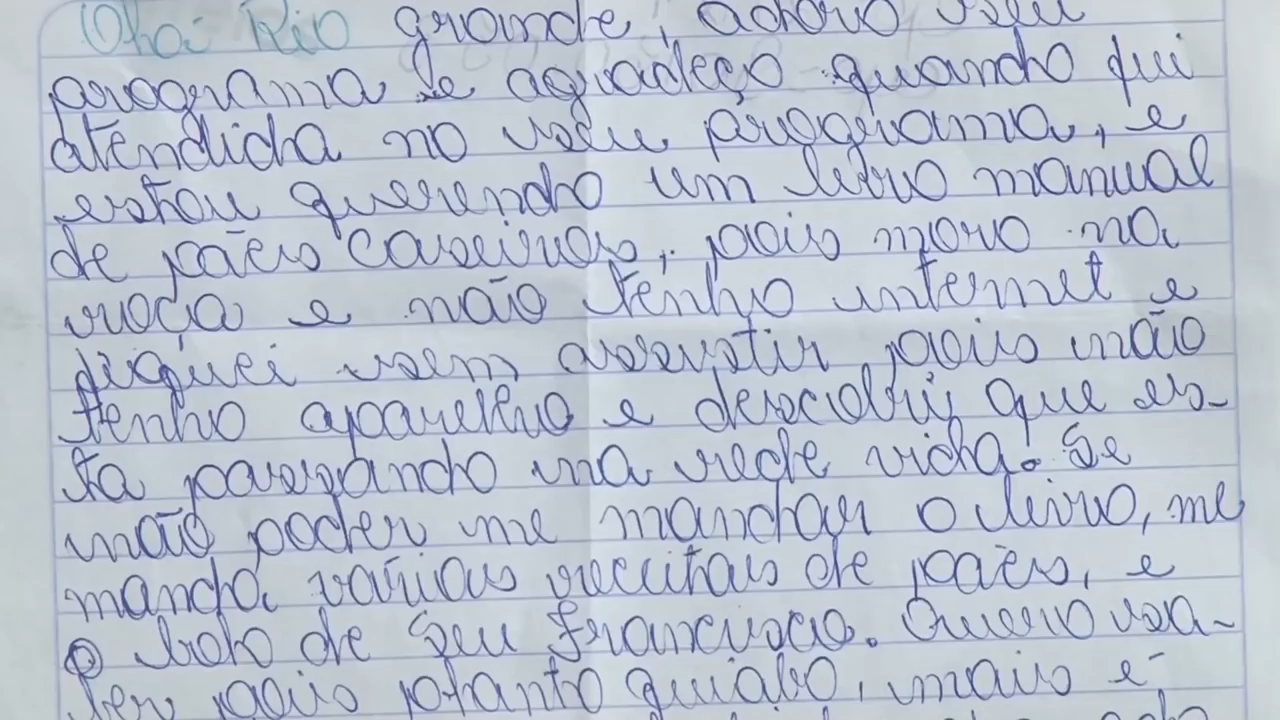 Olai Rio grande, adoro seu
programa e agradeço quando fui
atendida no seu programa, e
estou querendo um livro manual
de pães caseiros, pois moro na
roça e não tenho internet e
fiquei sem assistir pois não
tenho aparelho e descobri que es-
ta passando na rede vida. Se
não poder me mandar o livro, me
manda várias receitas de pães, e
o bolo de Seu Francisco. Quero sa-
ber pois planto quiabo, mais é